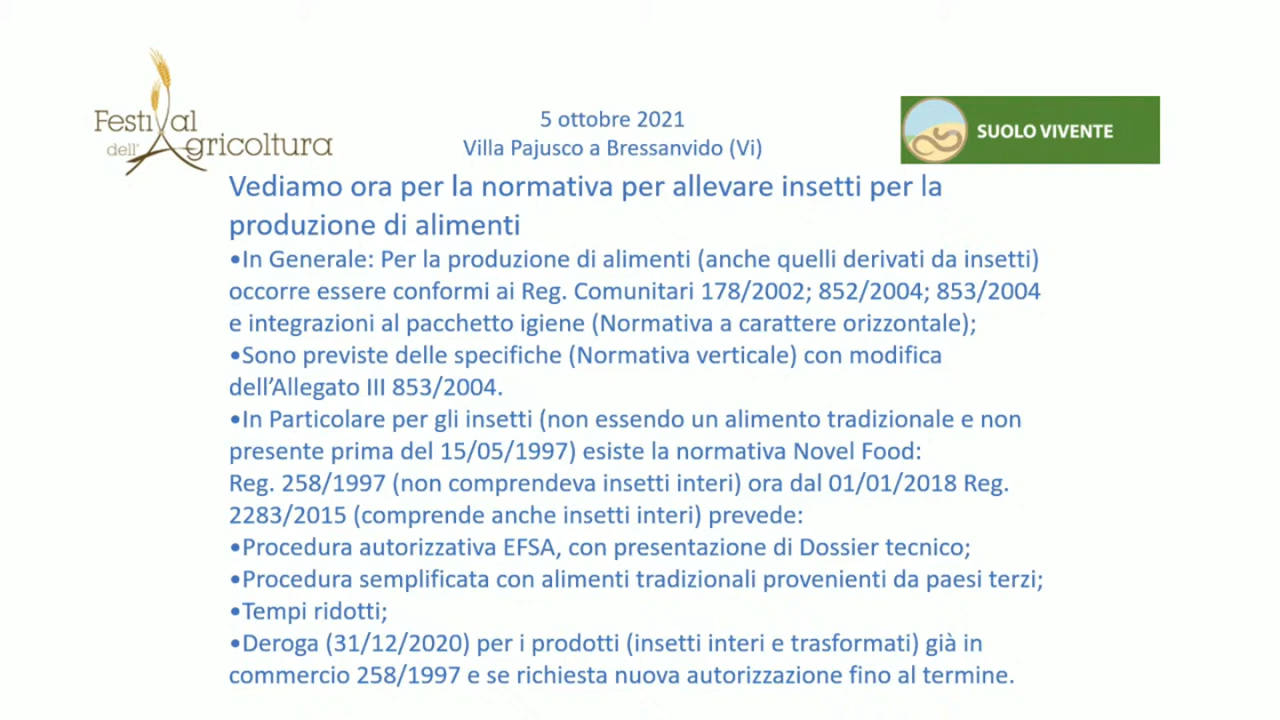 Festival
dell'Agricoltura
5 ottobre 2021
Villa Pajusco a Bressanvido (Vi)
SUOLO VIVENTE
Vediamo ora per la normativa per allevare insetti per la
produzione di alimenti
•In Generale: Per la produzione di alimenti (anche quelli derivati da insetti)
occorre essere conformi ai Reg. Comunitari 178/2002; 852/2004; 853/2004
e integrazioni al pacchetto igiene (Normativa a carattere orizzontale);
•Sono previste delle specifiche (Normativa verticale) con modifica
dell’Allegato III 853/2004.
•In Particolare per gli insetti (non essendo un alimento tradizionale e non
presente prima del 15/05/1997) esiste la normativa Novel Food:
Reg. 258/1997 (non comprendeva insetti interi) ora dal 01/01/2018 Reg.
2283/2015 (comprende anche insetti interi) prevede:
•Procedura autorizzativa EFSA, con presentazione di Dossier tecnico;
•Procedura semplificata con alimenti tradizionali provenienti da paesi terzi;
•Tempi ridotti;
•Deroga (31/12/2020) per i prodotti (insetti interi e trasformati) già in
commercio 258/1997 e se richiesta nuova autorizzazione fino al termine.